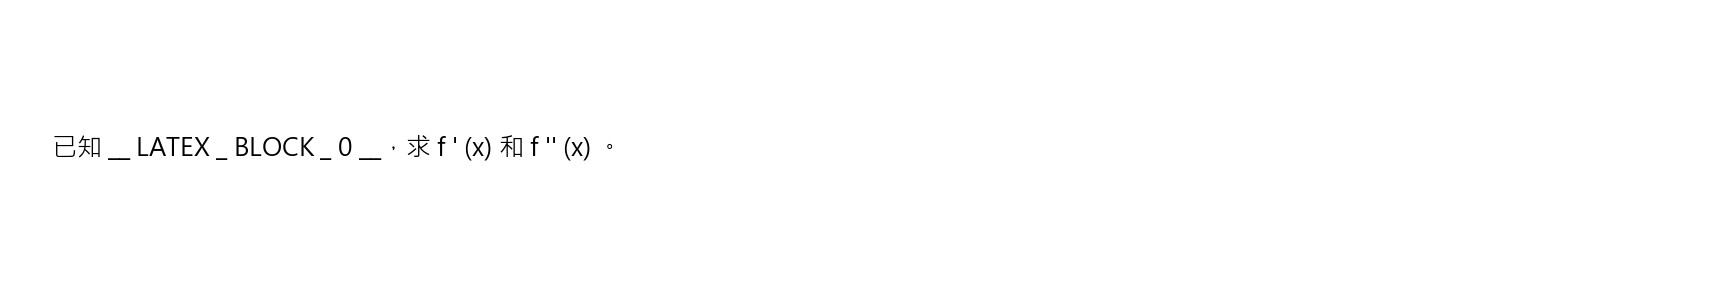 已知 __ LATEX _ BLOCK _ 0 __，求 f ' (x) 和 f '' (x) 。